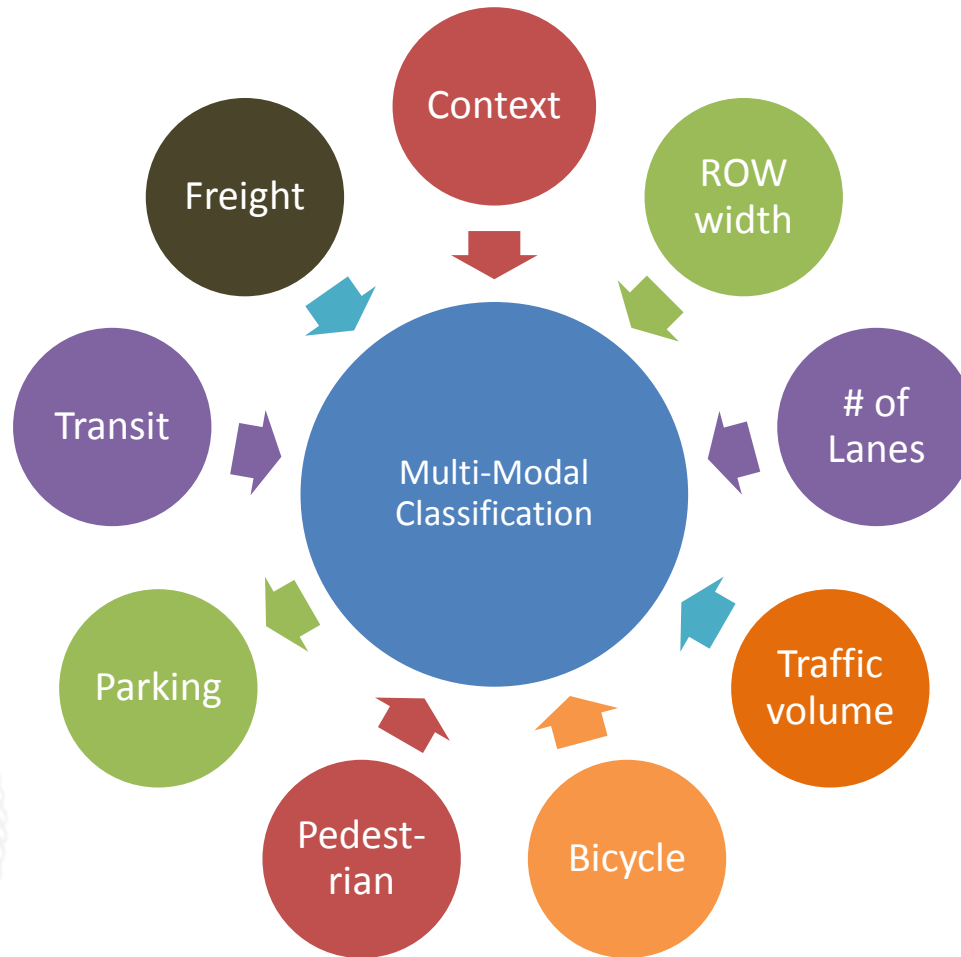 Context
ROW
width
# of
Lanes
Traffic
volume
Bicycle
Pedest-
rian
Parking
Transit
Freight
Multi-Modal
Classification